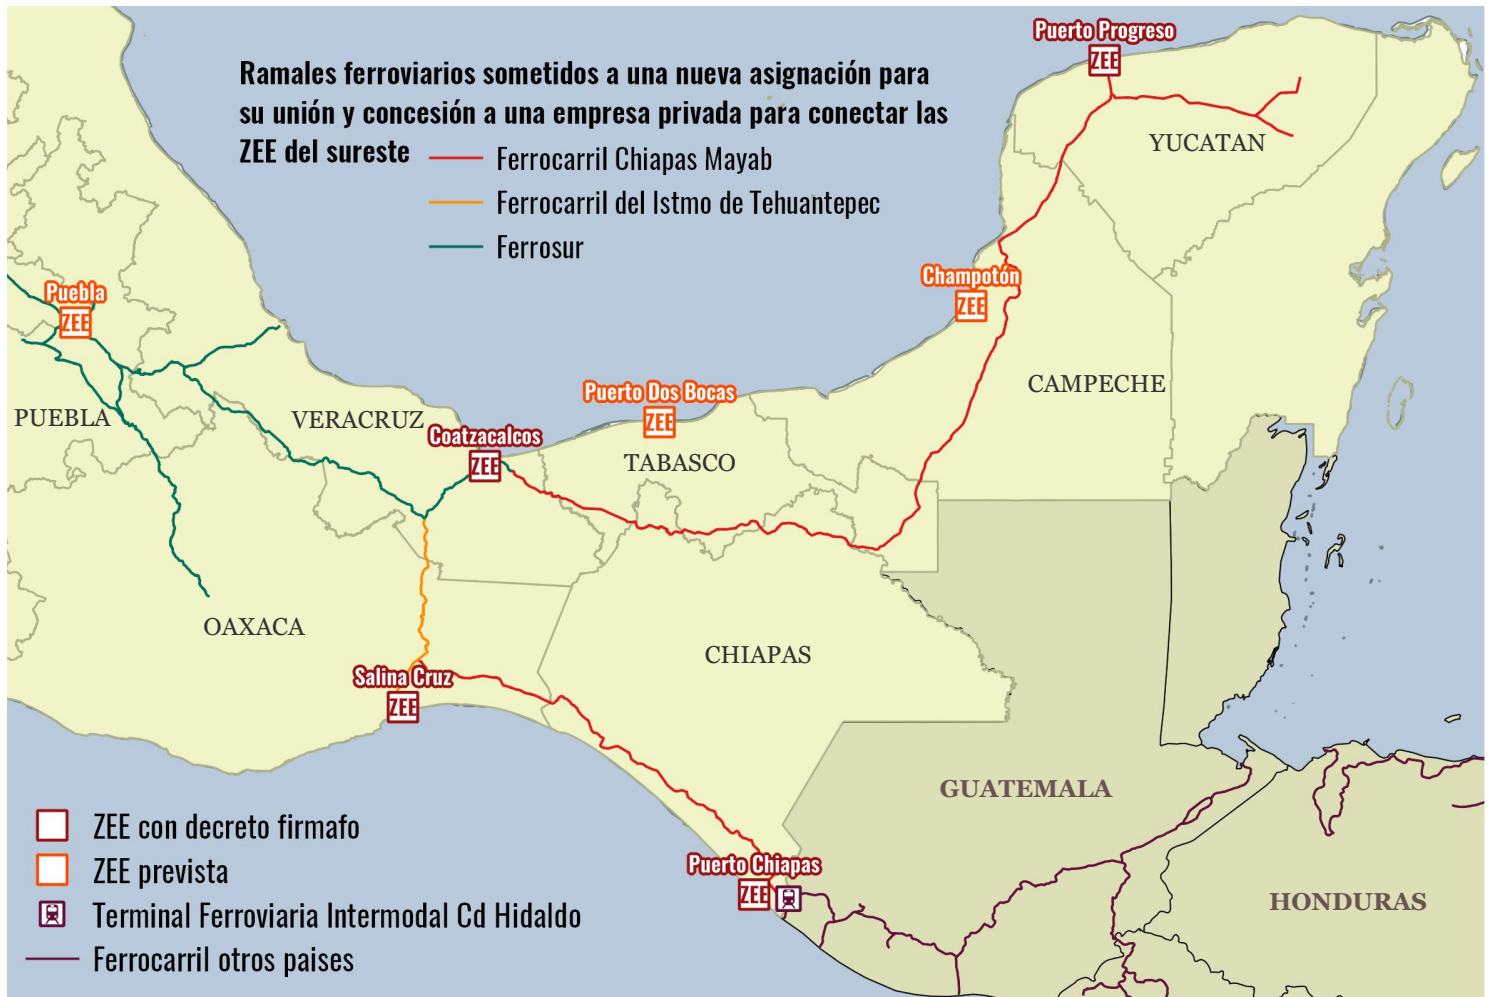 Puerto Progreso
ZEE
Ramales ferroviarios sometidos a una nueva asignación para
su unión y concesión a una empresa privada para conectar las
ZEE del sureste
Ferrocarril Chiapas Mayab
Ferrocarril del Istmo de Tehuantepec
Ferrosur
YUCATAN
Champotón
ZEE
Puebla
ZEE
CAMPECHE
Puerto Dos Bocas
ZEE
PUEBLA
VERACRUZ
Coatzacalcos
ZEE
TABASCO
OAXACA
CHIAPAS
Salina Cruz
ZEE
GUATEMALA
HONDURAS
Puerto Chiapas
ZEE
ZEE con decreto firmafo
ZEE prevista
Terminal Ferroviaria Intermodal Cd Hidaldo
Ferrocarril otros paises